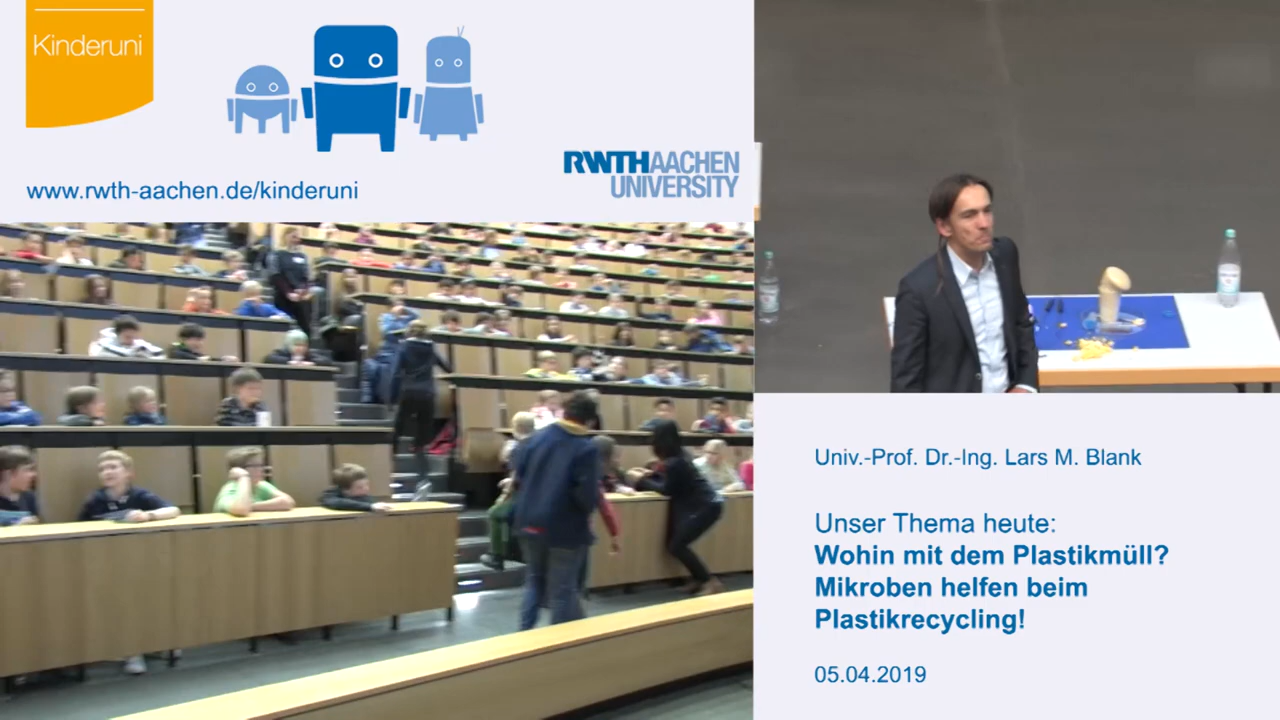 Kinderuni
www.rwth-aachen.de/kinderuni
RWTHAACHEN
UNIVERSITY
Univ.-Prof. Dr.-Ing. Lars M. Blank
Unser Thema heute:
Wohin mit dem Plastikmüll?
Mikroben helfen beim
Plastikrecycling!
05.04.2019